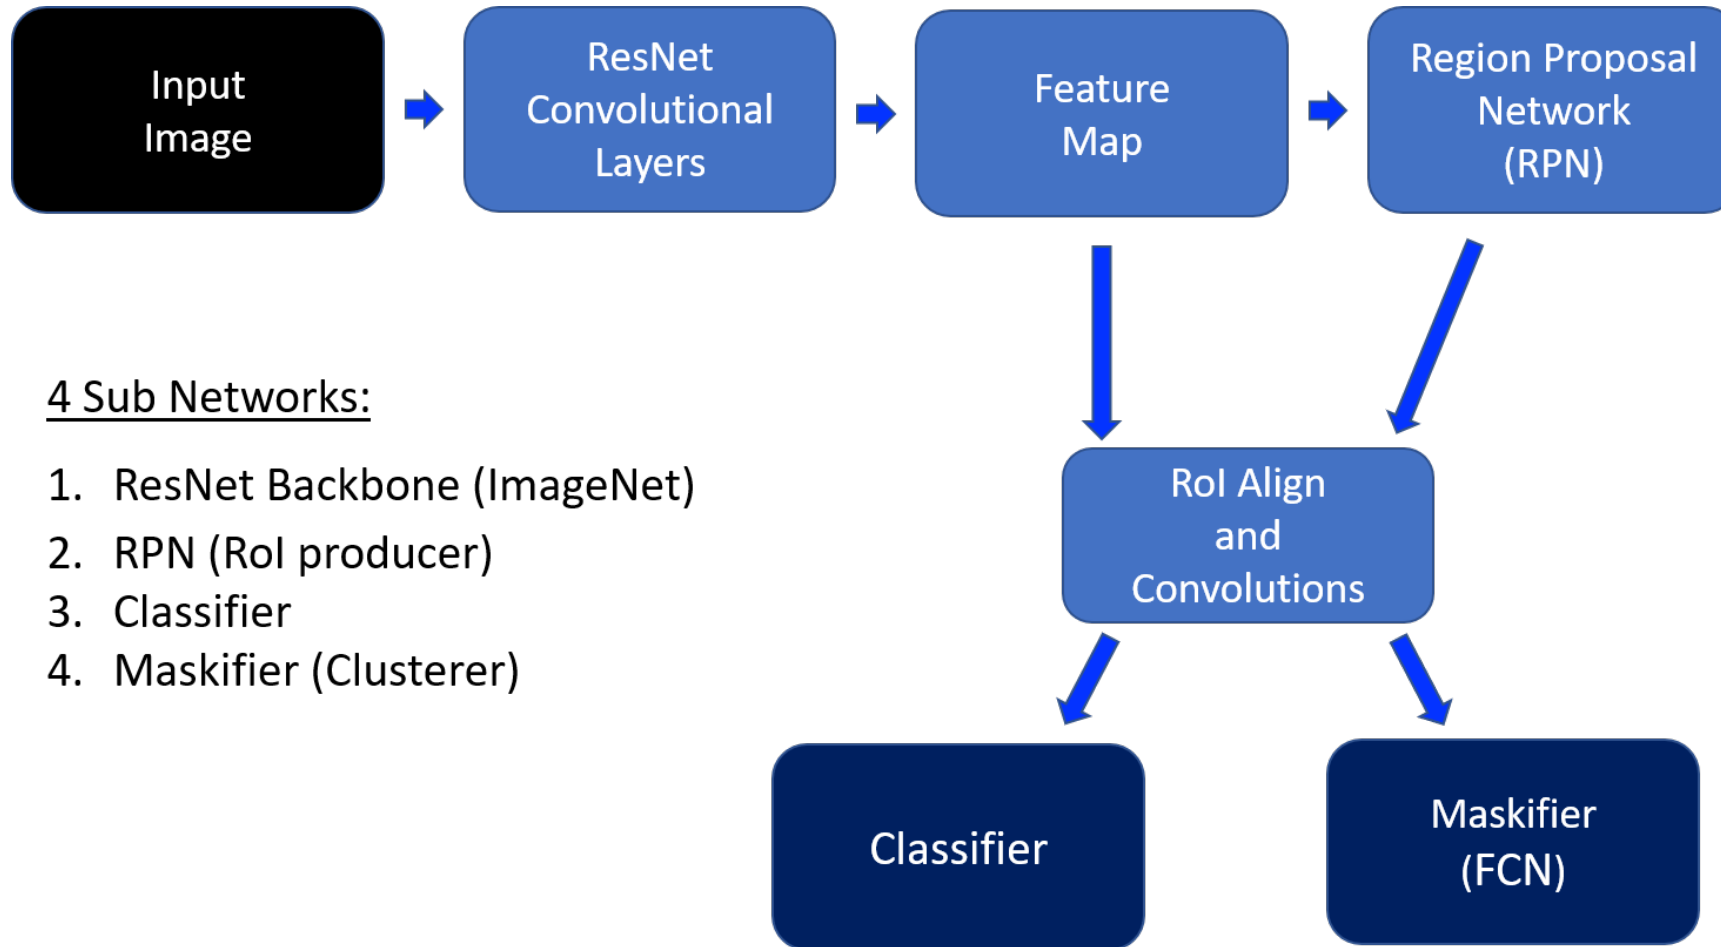 Input
Image
ResNet
Convolutional
Layers
Feature
Map
Region Proposal
Network
(RPN)
4 Sub Networks:
1. ResNet Backbone (ImageNet)
2. RPN (RoI producer)
3. Classifier
4. Maskifier (Clusterer)
RoI Align
and
Convolutions
Classifier
Maskifier
(FCN)